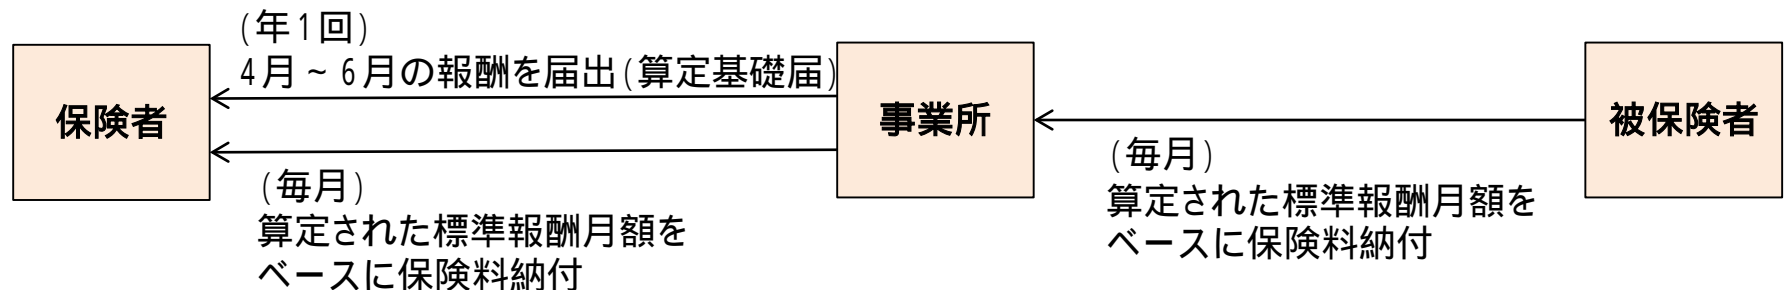 (年1回)
4月～6月の報酬を届出(算定基礎届)
保険者
事業所
被保険者
(毎月)
算定された標準報酬月額を
ベースに保険料納付
(毎月)
算定された標準報酬月額を
ベースに保険料納付